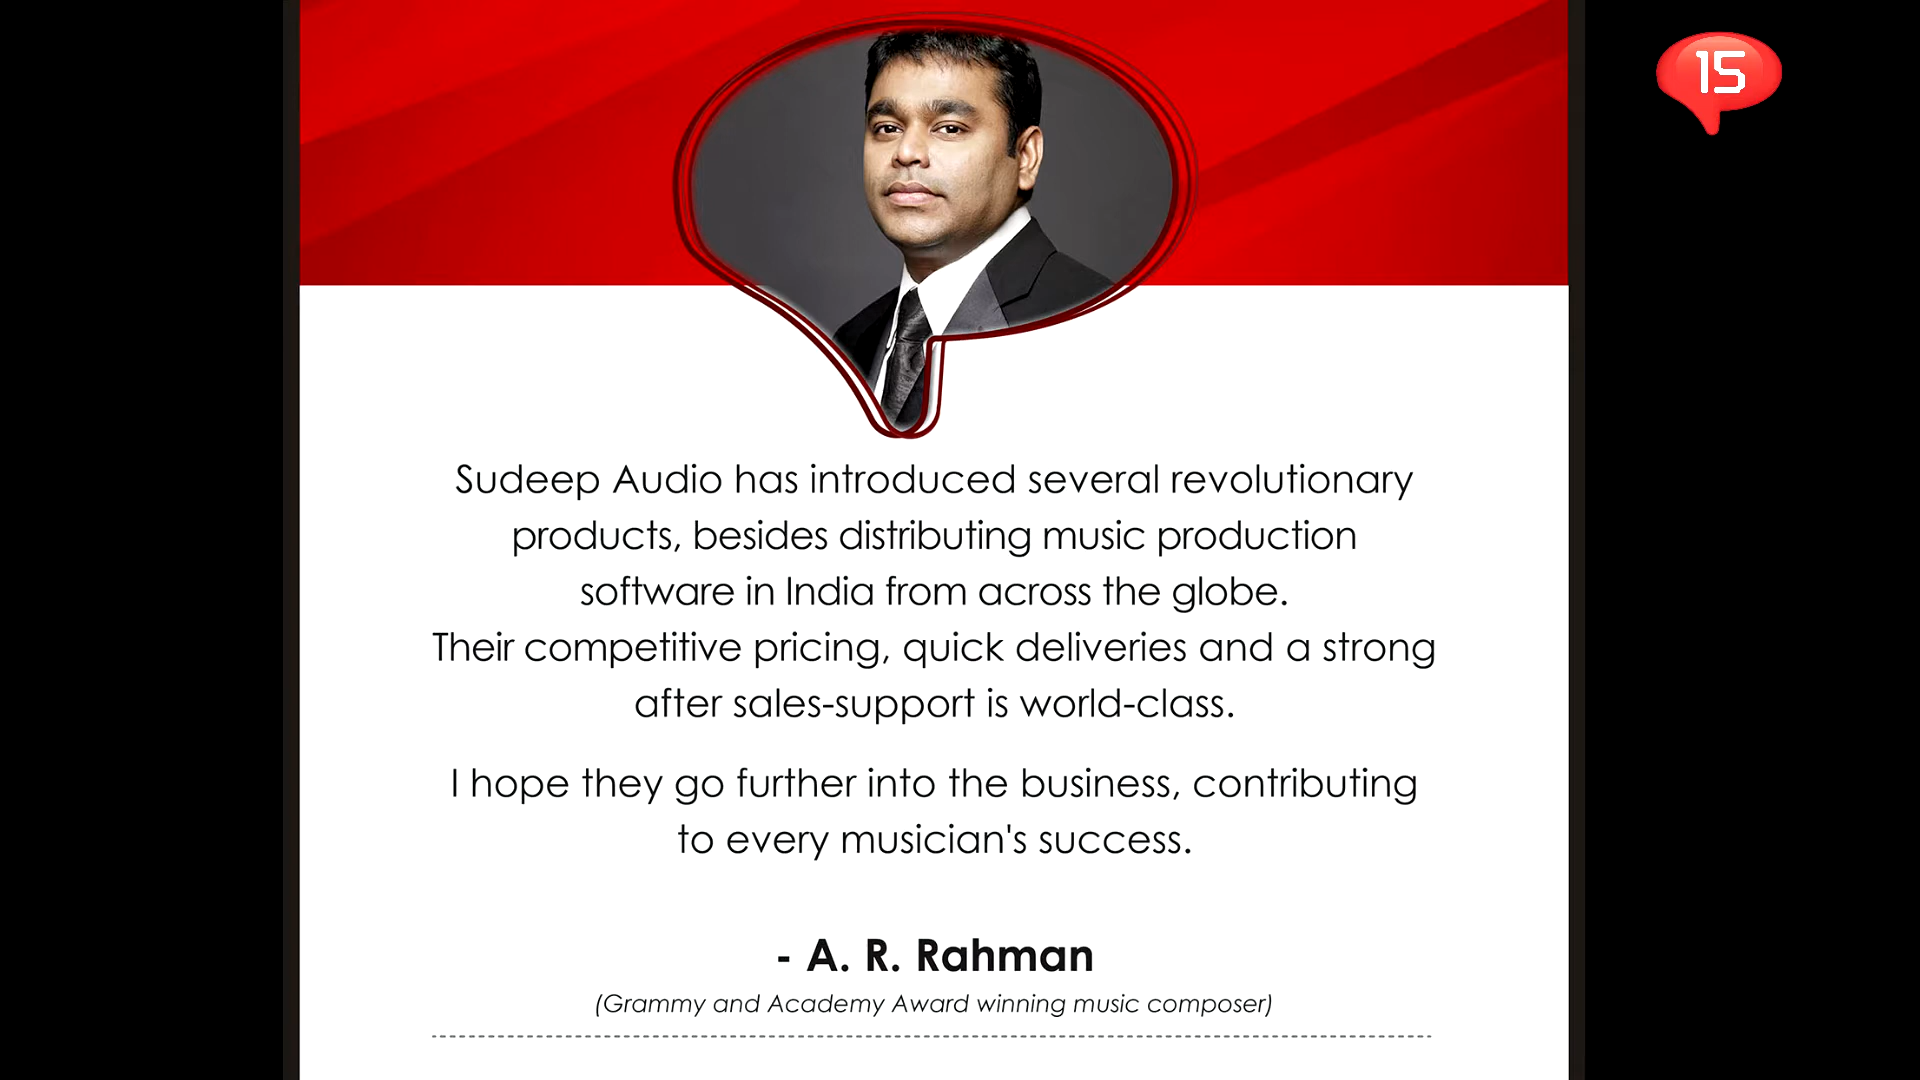 15
Sudeep Audio has introduced several revolutionary
products, besides distributing music production
software in India from across the globe.
Their competitive pricing, quick deliveries and a strong
after sales-support is world-class.
I hope they go further into the business, contributing
to every musician's success.
- A. R. Rahman
(Grammy and Academy Award winning music composer)